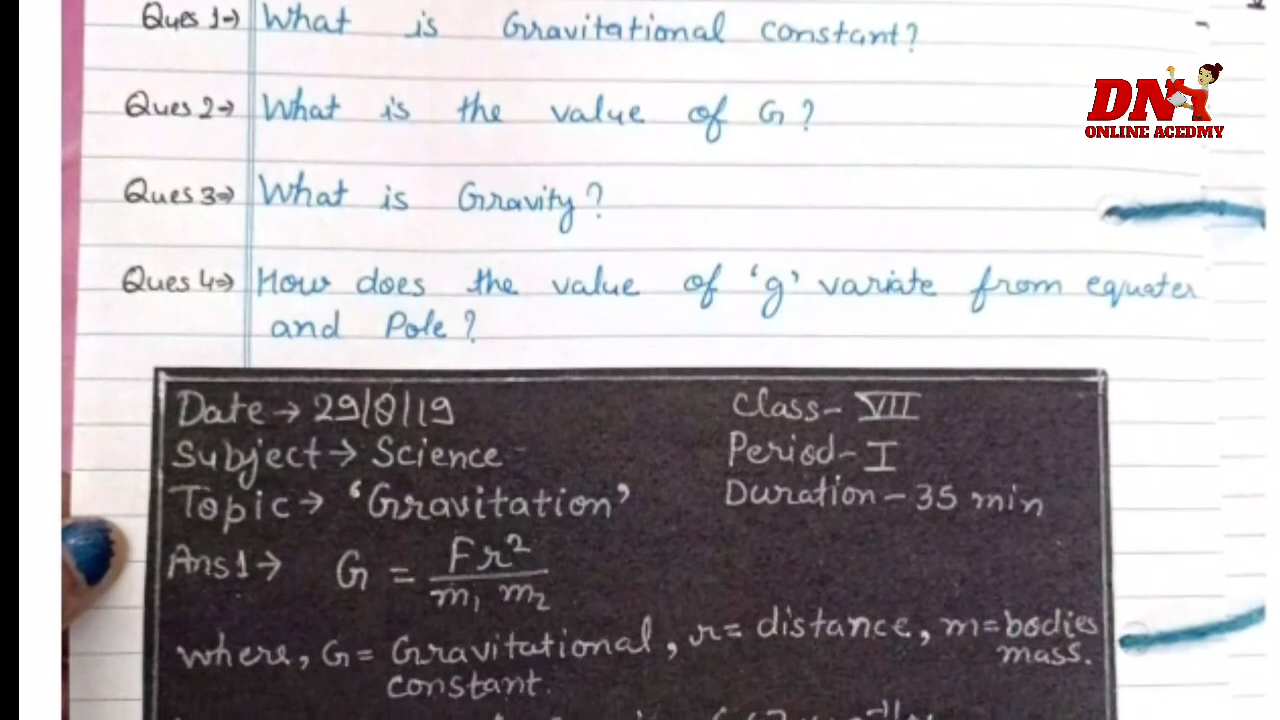 Ques 1→ What is Gravitational constant?
DN
ONLINE ACEDMY
Ques 2→ What is the value of G?
Ques 3→ What is Gravity?
Ques 4→ How does the value of 'g' variate from equater
and Pole?
Date → 29/8/19 Class - VII
Subject → Science Period - I
Topic → 'Gravitation' Duration - 35 min
Ans 1→ G = Fr²/m₁ m₂
where, G = Gravitational, r = distance, m = bodies
constant. mass.